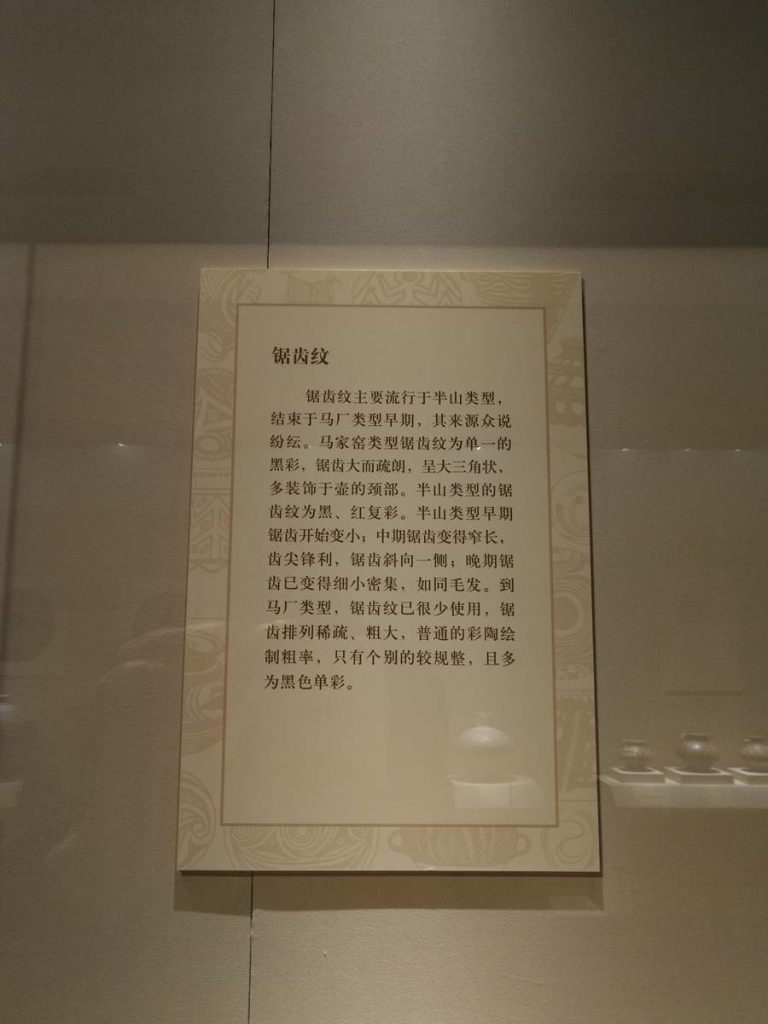 锯齿纹
锯齿纹主要流行于半山类型，
结束于马厂类型早期，其来源众说
纷纭。马家窑类型锯齿纹为单一的
黑彩，锯齿大而疏朗，呈大三角状，
多装饰于壶的颈部。半山类型的锯
齿纹为黑、红复彩。半山类型早期
锯齿开始变小；中期锯齿变得窄长，
齿尖锋利，锯齿斜向一侧；晚期锯
齿已变得细小密集，如同毛发。到
马厂类型，锯齿纹已很少使用，锯
齿排列稀疏、粗大，普通的彩陶绘
制粗率，只有个别的较规整，且多
为黑色单彩。